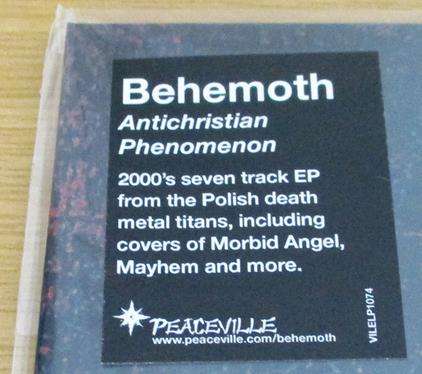 Behemoth
Antichristian
Phenomenon
2000's seven track EP
from the Polish death
metal titans, including
covers of Morbid Angel,
Mayhem and more.
PEACEVILLE
www.peaceville.com/behemoth
VILELP1074